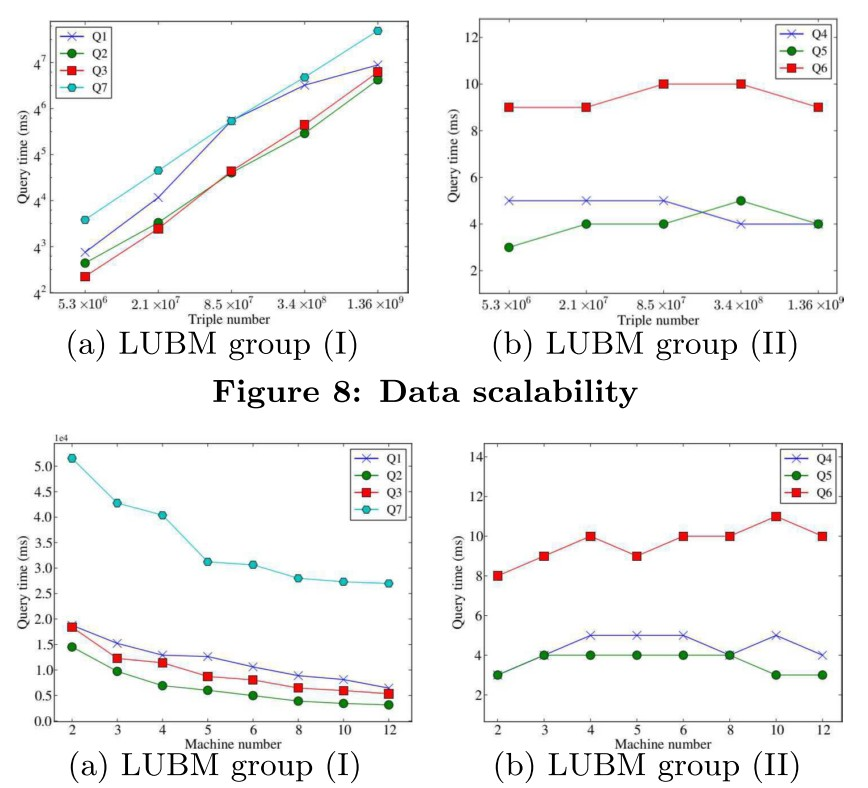 Q1
Q2
Q3
Q7
4^7
4^6
4^5
4^4
4^3
4^2
Query time (ms)
5.3 ×10^6 2.1 ×10^7 8.5 ×10^7 3.4 ×10^8 1.36 ×10^9
Triple number
(a) LUBM group (I)
Q4
Q5
Q6
12
10
8
6
4
2
Query time (ms)
5.3 ×10^6 2.1 ×10^7 8.5 ×10^7 3.4 ×10^8 1.36 ×10^9
Triple number
(b) LUBM group (II)
Figure 8: Data scalability
1e4
Q1
Q2
Q3
Q7
5.0
4.5
4.0
3.5
3.0
2.5
2.0
1.5
1.0
0.5
0.0
Query time (ms)
2 3 4 5 6 8 10 12
Machine number
(a) LUBM group (I)
Q4
Q5
Q6
14
12
10
8
6
4
2
Query time (ms)
2 3 4 5 6 8 10 12
Machine number
(b) LUBM group (II)